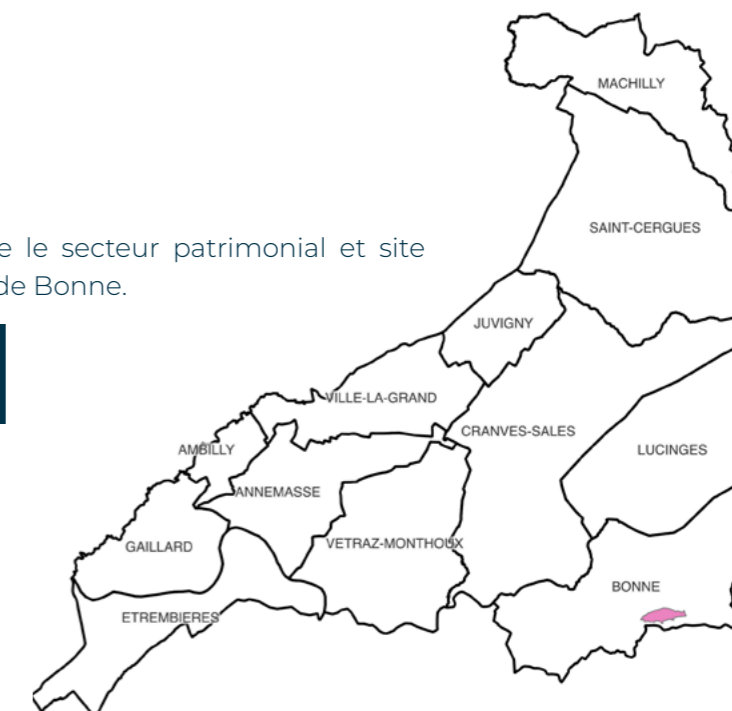 MACHILLY
SAINT-CERGUES
e le secteur patrimonial et site
de Bonne.
JUVIGNY
VILLE-LA-GRAND
CRANVES-SALES
AMBILLY
LUCINGES
ANNEMASSE
GAILLARD
VETRAZ-MONTHOUX
BONNE
ETREMBIERES